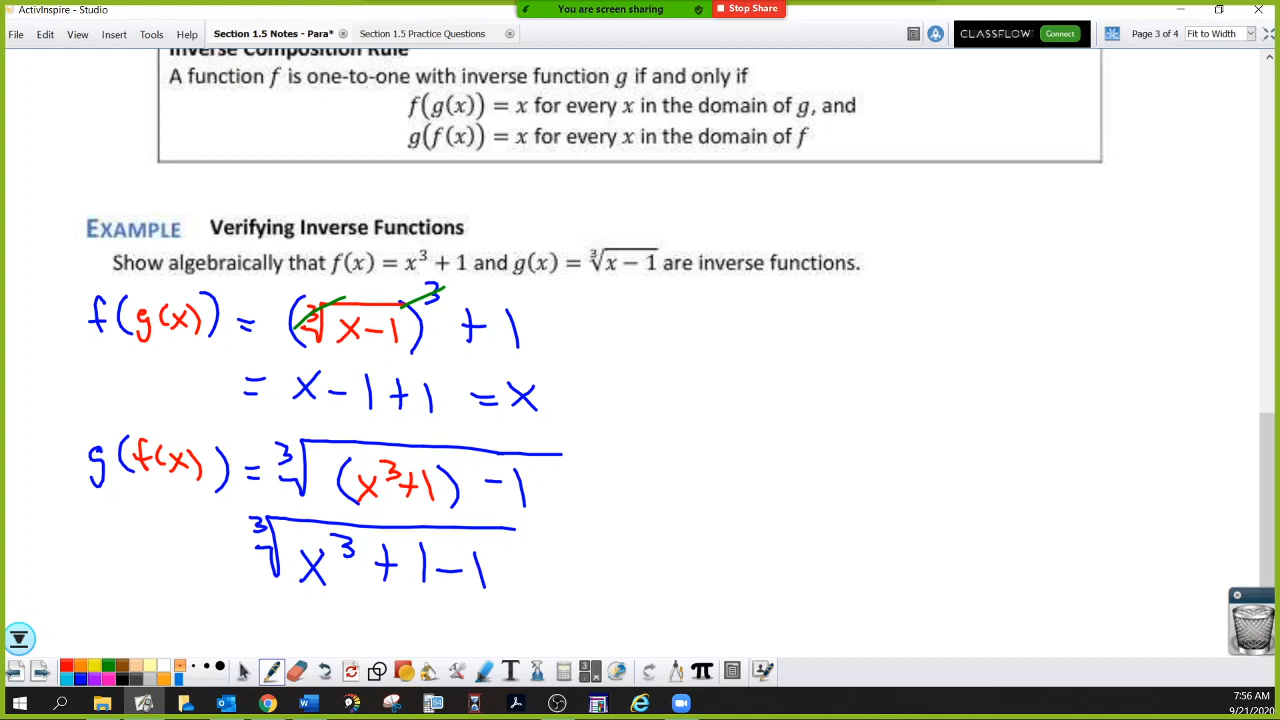 ActivInspire - Studio
You are screen sharing
Stop Share
File Edit View Insert Tools Help
Section 1.5 Notes - Para*
Section 1.5 Practice Questions
CLASSFLOW Connect
Page 3 of 4
Fit to Width
Inverse Composition Rule
A function f is one-to-one with inverse function g if and only if
f(g(x)) = x for every x in the domain of g, and
g(f(x)) = x for every x in the domain of f
EXAMPLE Verifying Inverse Functions
Show algebraically that f(x) = x³ + 1 and g(x) = ∛(x − 1) are inverse functions.
f(g(x)) = (∛(x−1))³ + 1
= x − 1 + 1 = x
g(f(x)) = ∛((x³+1) − 1)
∛(x³ + 1 − 1)
7:56 AM
9/21/2020